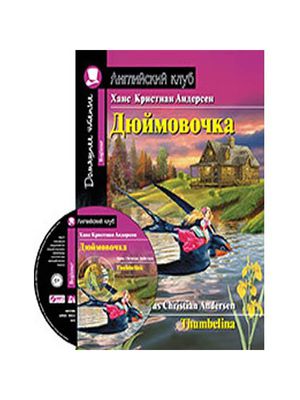 Английский клуб
Ханс Кристиан Андерсен
Дюймовочка
Домашнее чтение
Beginner
Английский клуб
Ханс Кристиан Андерсен
Дюймовочка
Thumbelina
as Christian Andersen
Thumbelina